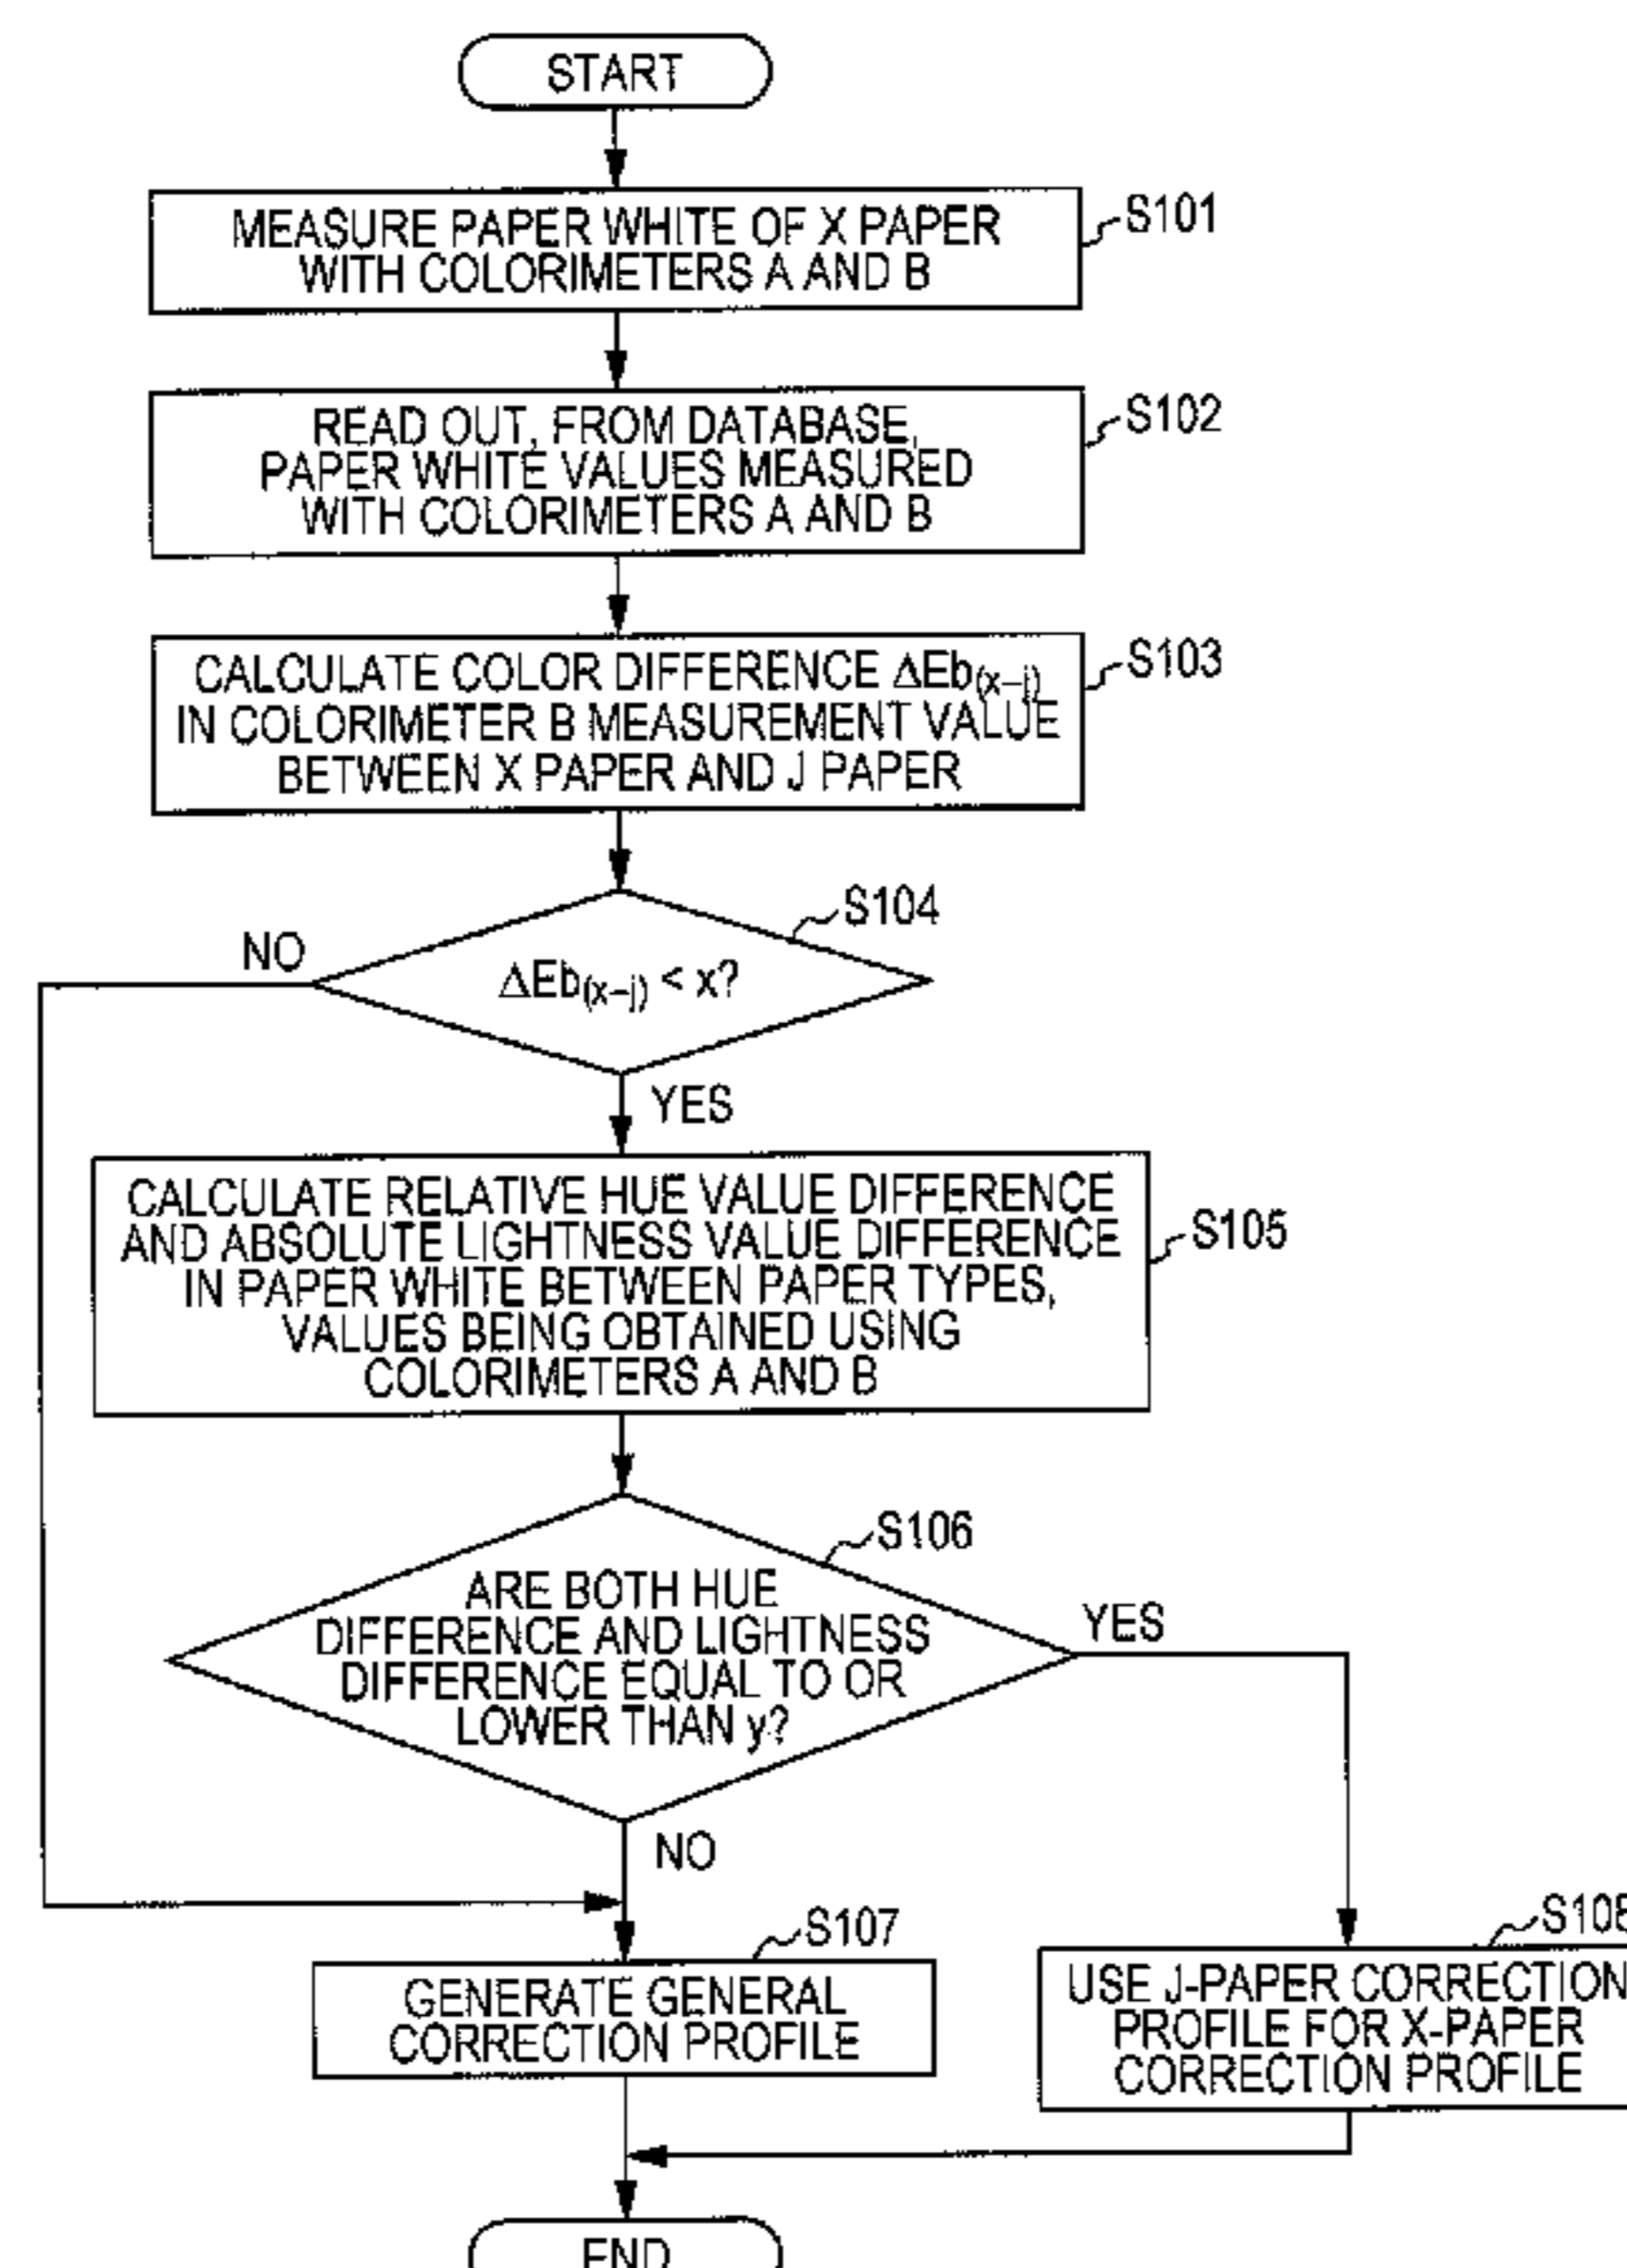 START
MEASURE PAPER WHITE OF X PAPER
WITH COLORIMETERS A AND B
S101
READ OUT, FROM DATABASE,
PAPER WHITE VALUES MEASURED
WITH COLORIMETERS A AND B
S102
CALCULATE COLOR DIFFERENCE ΔEb(x–j)
IN COLORIMETER B MEASUREMENT VALUE
BETWEEN X PAPER AND J PAPER
S103
S104
NO
ΔEb(x–j) < x?
YES
CALCULATE RELATIVE HUE VALUE DIFFERENCE
AND ABSOLUTE LIGHTNESS VALUE DIFFERENCE
IN PAPER WHITE BETWEEN PAPER TYPES,
VALUES BEING OBTAINED USING
COLORIMETERS A AND B
S105
S106
ARE BOTH HUE
DIFFERENCE AND LIGHTNESS
DIFFERENCE EQUAL TO OR
LOWER THAN y?
YES
NO
S107
GENERATE GENERAL
CORRECTION PROFILE
S108
USE J-PAPER CORRECTION
PROFILE FOR X-PAPER
CORRECTION PROFILE
END